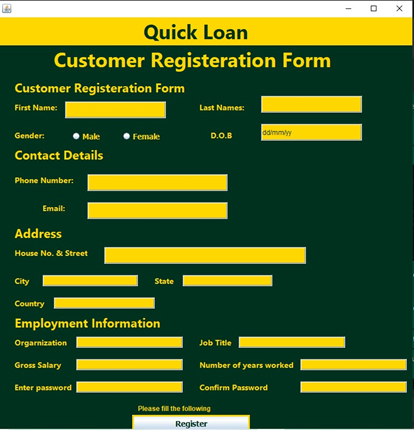 Quick Loan
Customer Registeration Form
Customer Registeration Form
First Name: Last Names:
Gender: Male Female D.O.B dd/mm/yy
Contact Details
Phone Number:
Email:
Address
House No. & Street
City State
Country
Employment Information
Orgarnization Job Title
Gross Salary Number of years worked
Enter password Confirm Password
Please fill the following
Register